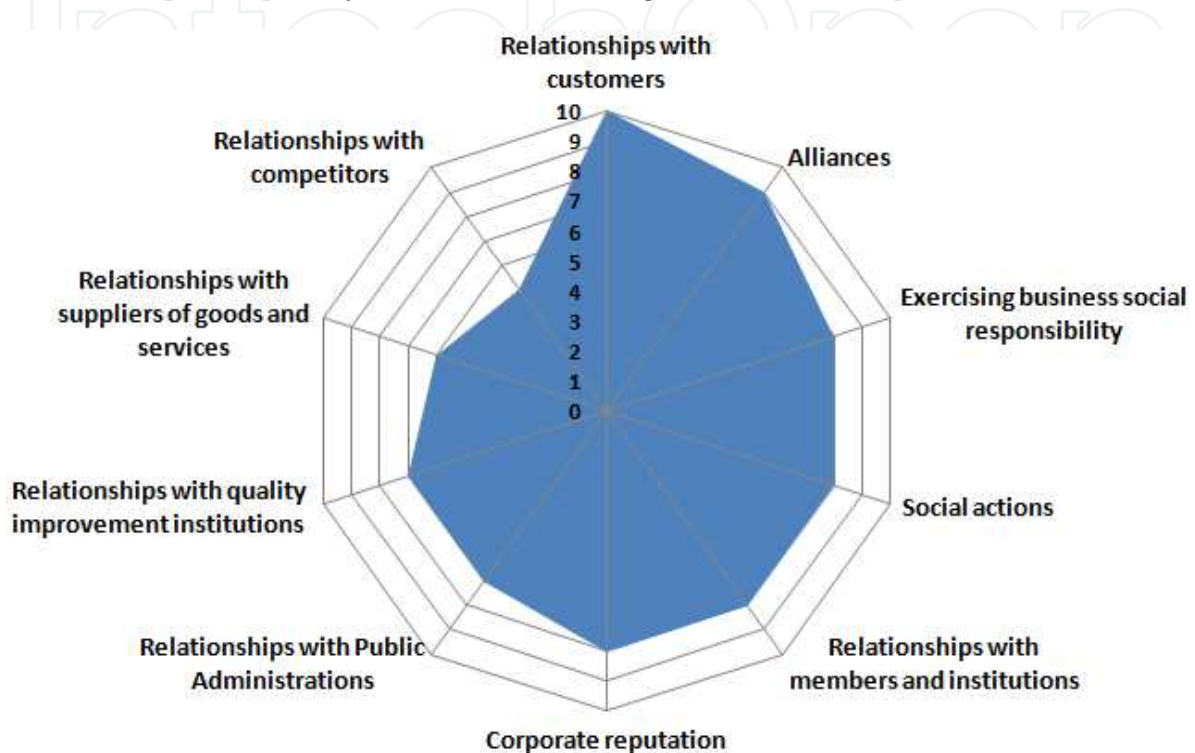 Relationships with
customers
10
9
8
7
6
5
4
3
2
1
0
Alliances
Exercising business social
responsibility
Social actions
Relationships with
members and institutions
Corporate reputation
Relationships with Public
Administrations
Relationships with quality
improvement institutions
Relationships with
suppliers of goods and
services
Relationships with
competitors